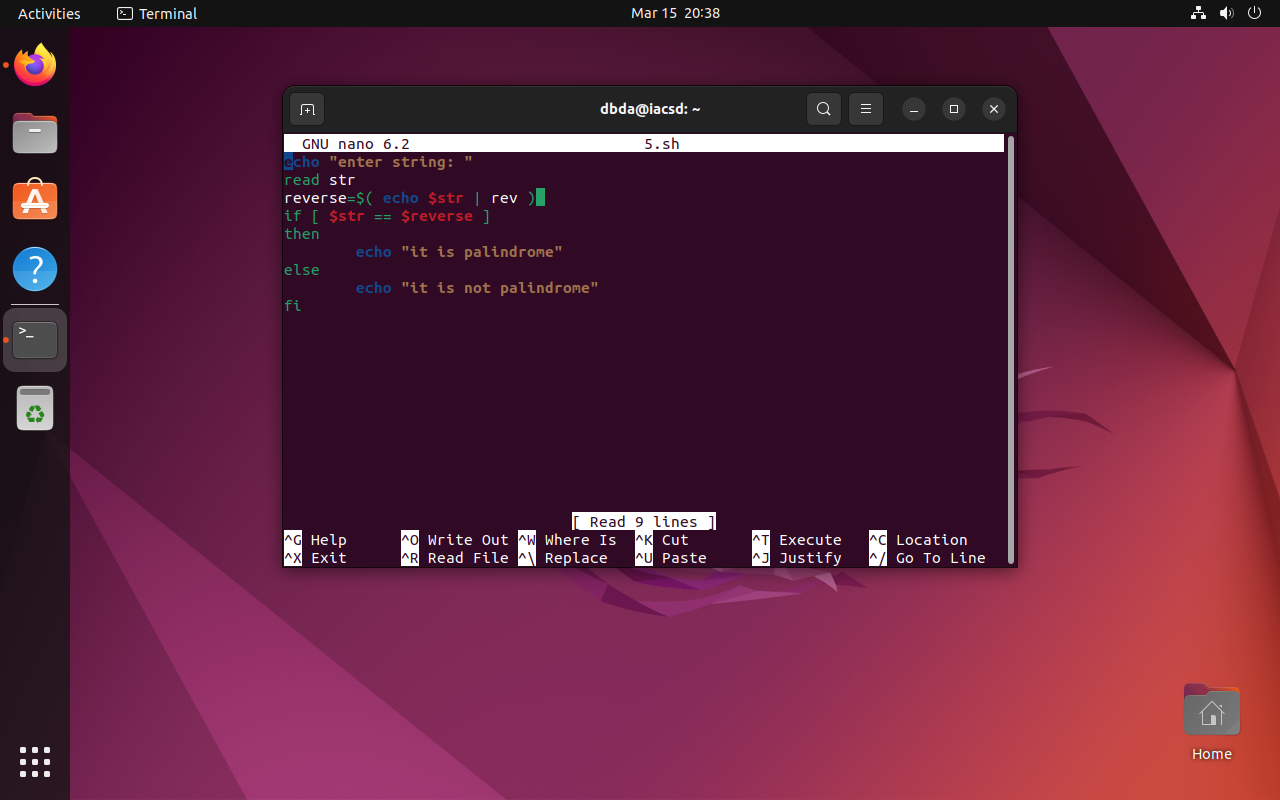 Activities
Terminal
Mar 15 20:38
dbda@iacsd: ~
GNU nano 6.2 5.sh
echo "enter string: "
read str
reverse=$( echo $str | rev )
if [ $str == $reverse ]
then
echo "it is palindrome"
else
echo "it is not palindrome"
fi
[ Read 9 lines ]
^G Help ^O Write Out ^W Where Is ^K Cut ^T Execute ^C Location
^X Exit ^R Read File ^\ Replace ^U Paste ^J Justify ^/ Go To Line
Home